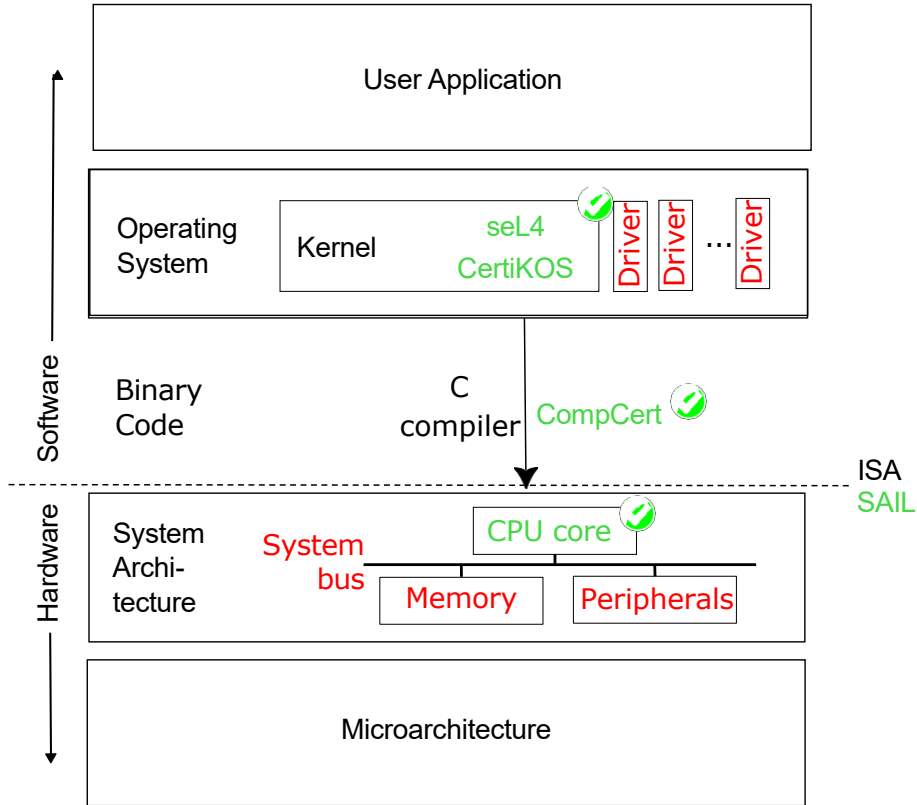 User Application
Operating
System
Kernel
seL4
CertiKOS
Driver
Driver
...
Driver
Software
Binary
Code
C
compiler
CompCert
ISA
SAIL
Hardware
System
Archi-
tecture
System
bus
CPU core
Memory
Peripherals
Microarchitecture